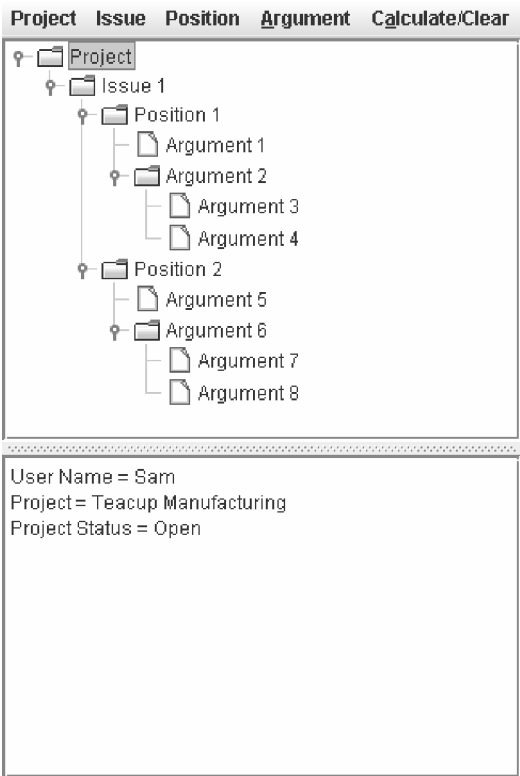 Project Issue Position Argument Calculate/Clear
Project
Issue 1
Position 1
Argument 1
Argument 2
Argument 3
Argument 4
Position 2
Argument 5
Argument 6
Argument 7
Argument 8
User Name = Sam
Project = Teacup Manufacturing
Project Status = Open